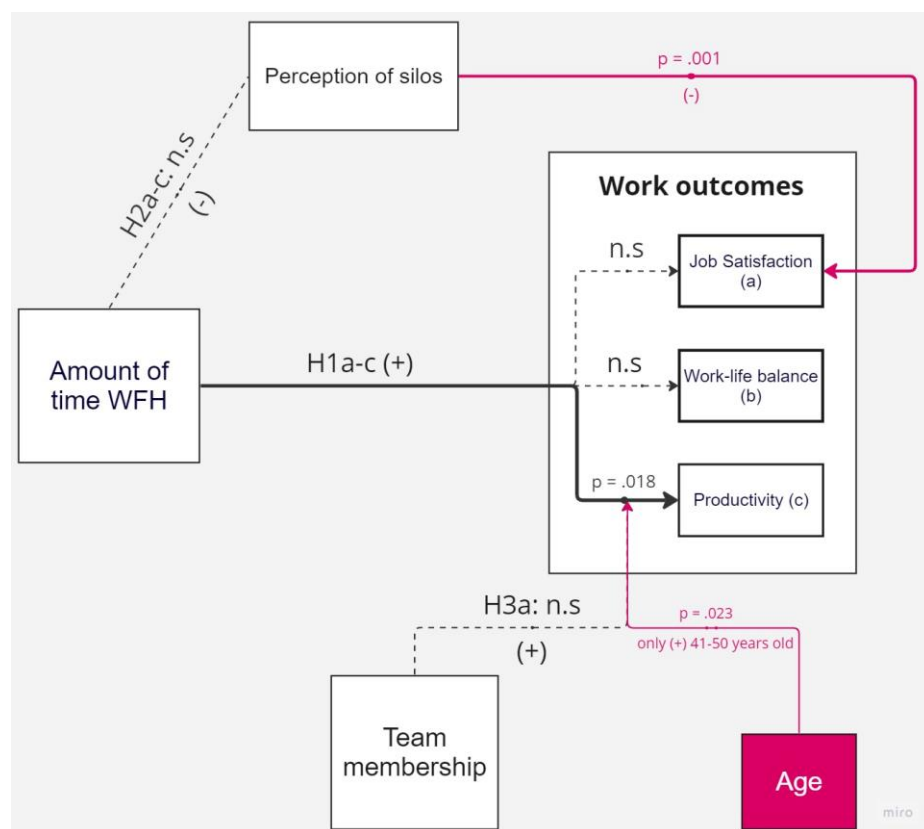 Perception of silos
p = .001
(-)
H2a-c: n.s
(-)
Work outcomes
n.s
Job Satisfaction
(a)
Amount of
time WFH
H1a-c (+)
n.s
Work-life balance
(b)
p = .018
Productivity (c)
H3a: n.s
(+)
p = .023
only (+) 41-50 years old
Team
membership
Age
miro